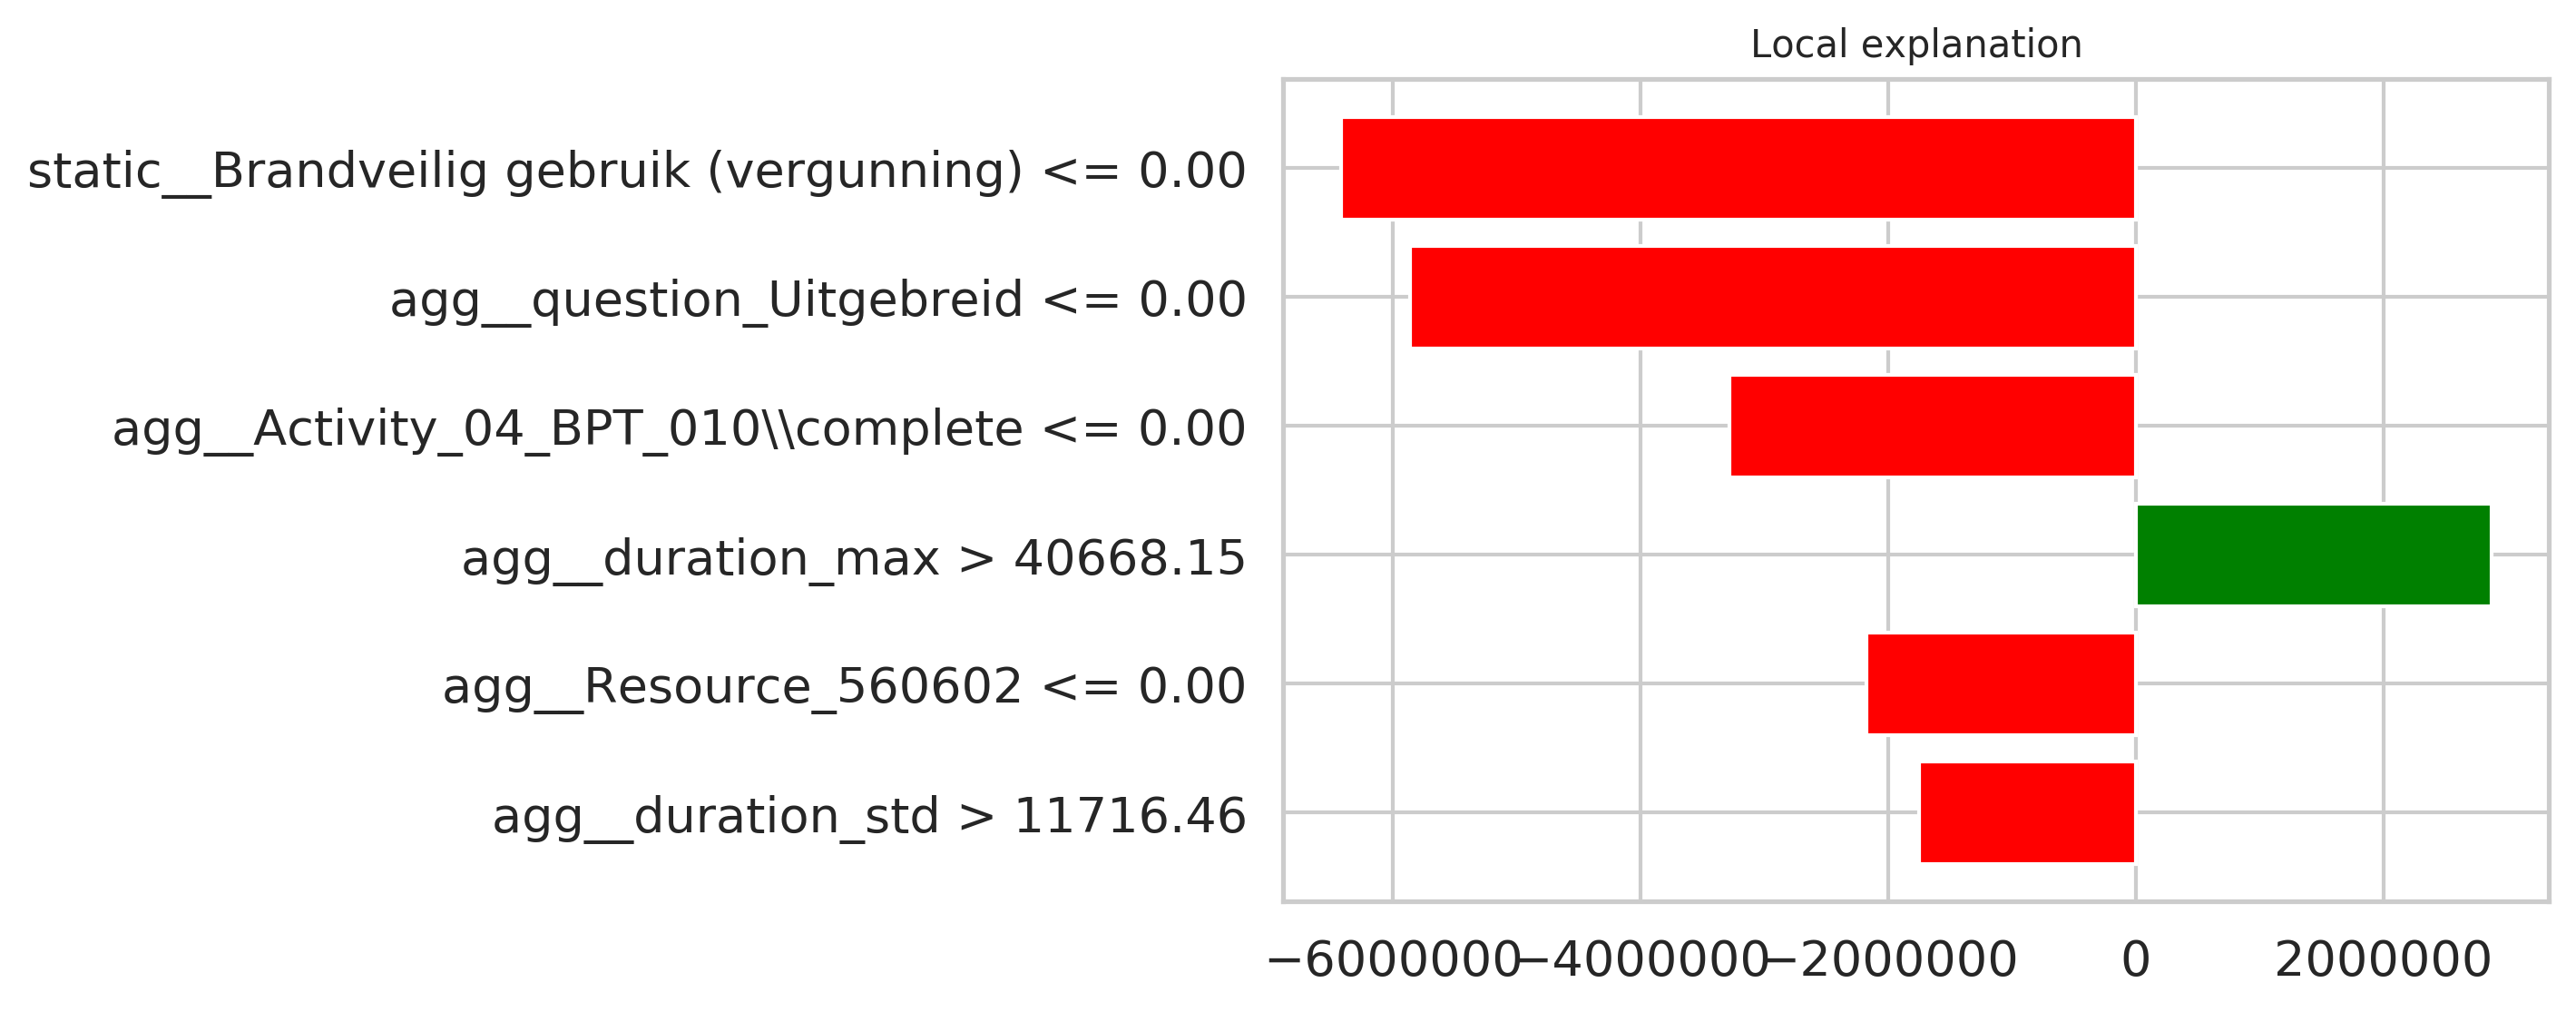 Local explanation
static__Brandveilig gebruik (vergunning) <= 0.00
agg__question_Uitgebreid <= 0.00
agg__Activity_04_BPT_010\\complete <= 0.00
agg__duration_max > 40668.15
agg__Resource_560602 <= 0.00
agg__duration_std > 11716.46
−6000000 −4000000 −2000000 0 2000000